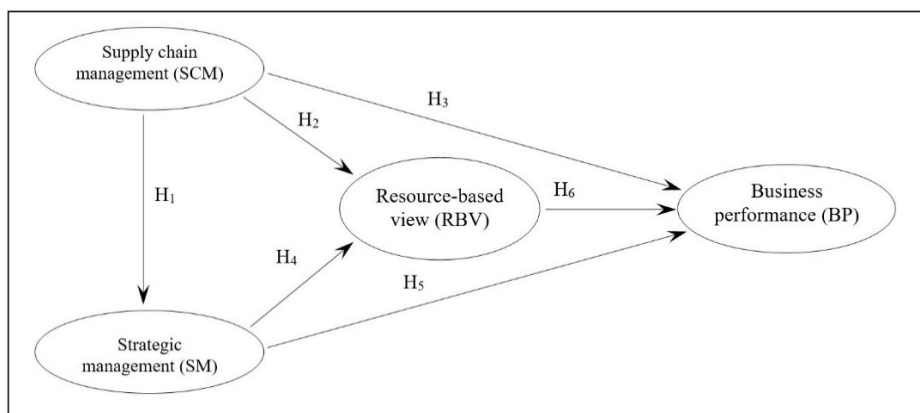 Supply chain
management (SCM)
H₃
H₂
H₁
Resource-based
view (RBV)
H₆
Business
performance (BP)
H₄
H₅
Strategic
management (SM)